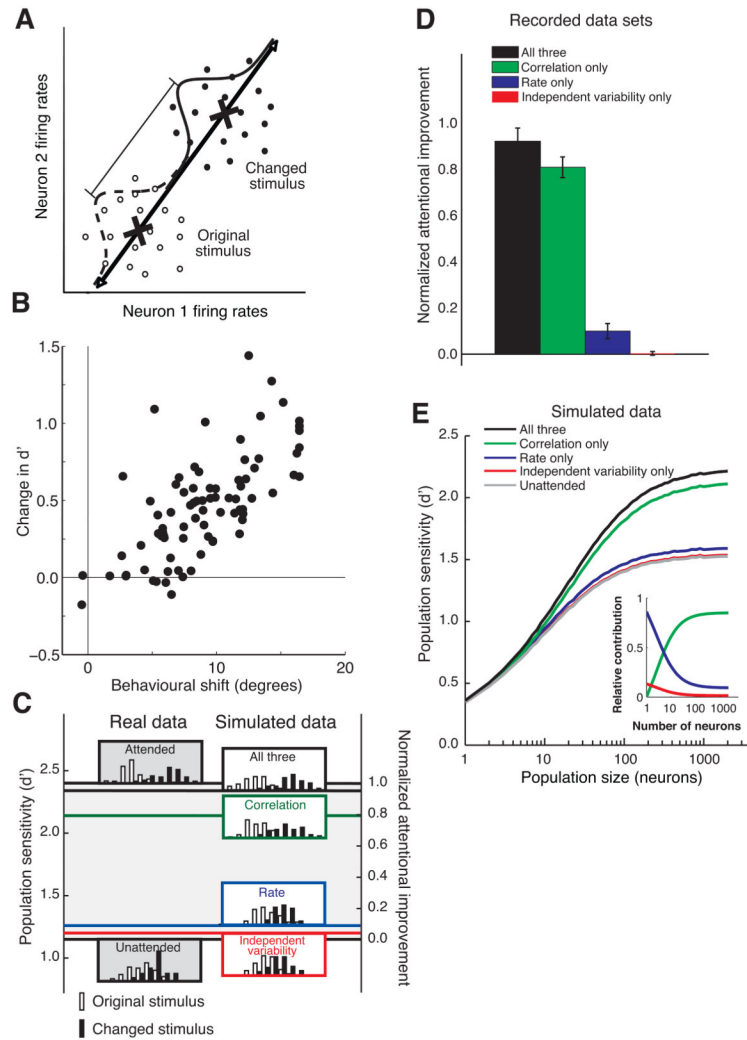 A
Neuron 2 firing rates
Changed
stimulus
Original
stimulus
Neuron 1 firing rates
B
1.5
1.0
0.5
0.0
−0.5
Change in d'
0
10
20
Behavioural shift (degrees)
C
Real data
Simulated data
Attended
All three
Correlation
Rate
Unattended
Independent
variability
2.5
2.0
1.5
1.0
Population sensitivity (d')
1.0
0.8
0.6
0.4
0.2
0.0
Normalized attentional improvement
Original stimulus
Changed stimulus
D
Recorded data sets
All three
Correlation only
Rate only
Independent variability only
1.0
0.8
0.6
0.4
0.2
0.0
Normalized attentional improvement
E
Simulated data
All three
Correlation only
Rate only
Independent variability only
Unattended
2.5
2.0
1.5
1.0
0.5
0.0
Population sensitivity (d')
1
10
100
1000
Population size (neurons)
1
0.5
0
Relative contribution
1
10
100
1000
Number of neurons